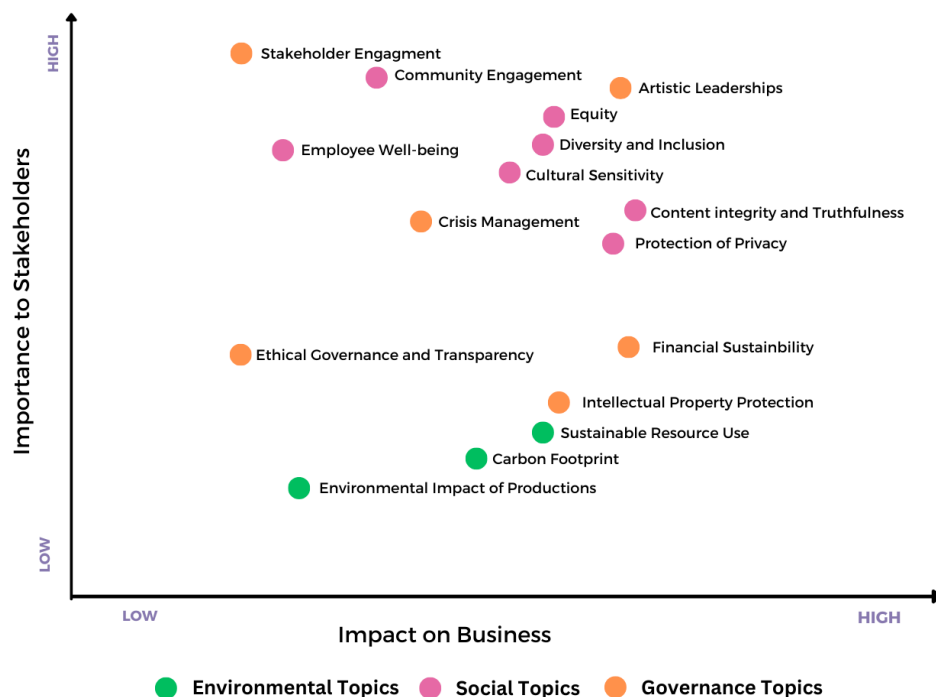 HIGH
Stakeholder Engagment
Community Engagement
Artistic Leaderships
Equity
Diversity and Inclusion
Employee Well-being
Cultural Sensitivity
Content integrity and Truthfulness
Crisis Management
Protection of Privacy
Importance to Stakeholders
Financial Sustainbility
Ethical Governance and Transparency
Intellectual Property Protection
Sustainable Resource Use
Carbon Footprint
Environmental Impact of Productions
LOW
LOW
HIGH
Impact on Business
Environmental Topics
Social Topics
Governance Topics